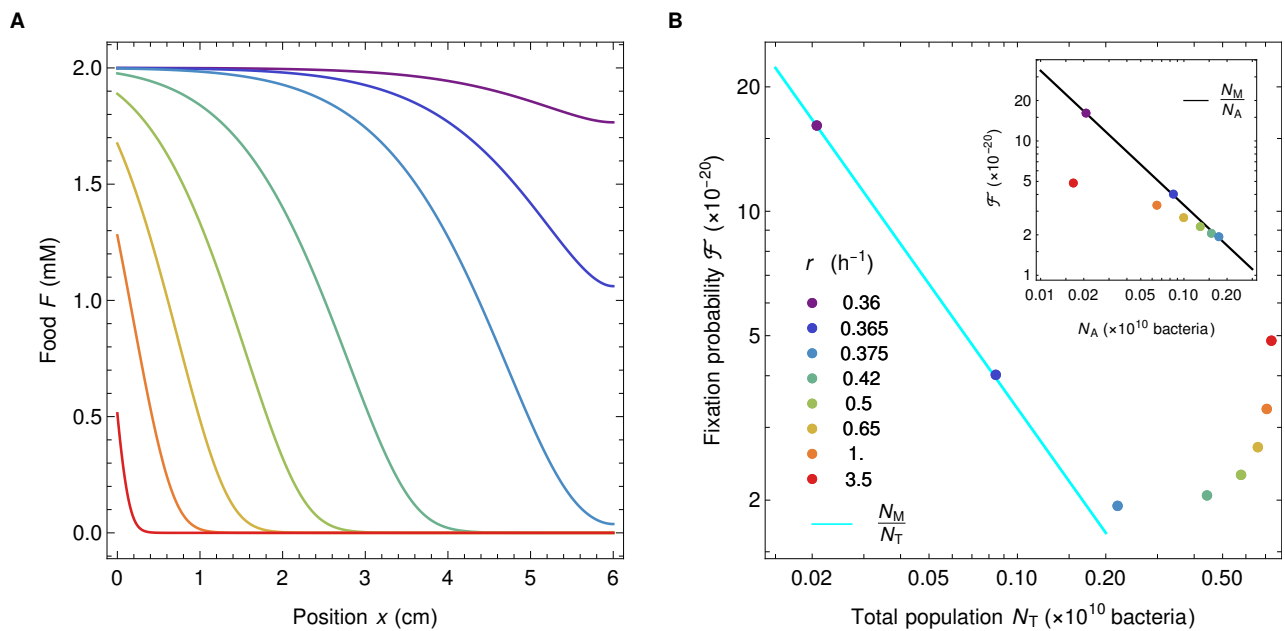 A
Food F (mM)
2.0
1.5
1.0
0.5
0.0
0 1 2 3 4 5 6
Position x (cm)
B
Fixation probability ℱ (×10⁻²⁰)
20
10
5
2
r (h⁻¹)
0.36
0.365
0.375
0.42
0.5
0.65
1.
3.5
N_M
N_T
0.02 0.05 0.10 0.20 0.50
Total population N_T (×10¹⁰ bacteria)
ℱ (×10⁻²⁰)
20
10
5
2
1
N_M
N_A
0.01 0.02 0.05 0.10 0.20
N_A (×10¹⁰ bacteria)